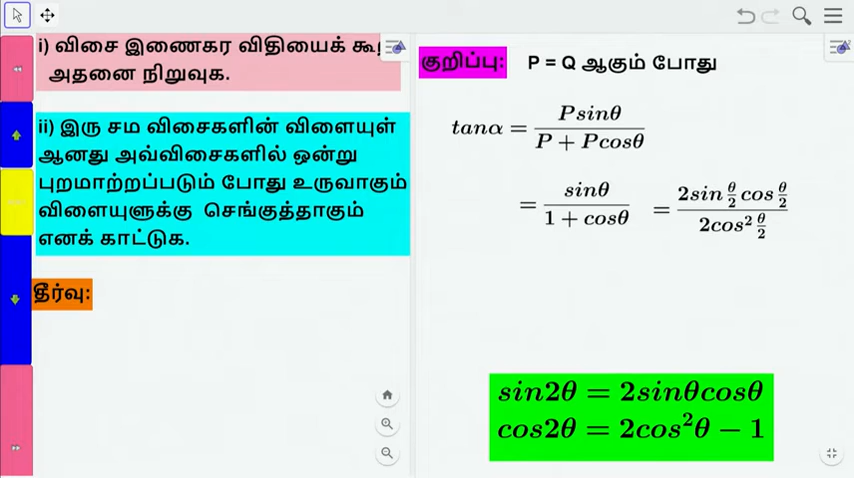 i) விசை இணைகர விதியைக்
அதனை நிறுவுக.
ii) இரு சம விசைகளின் விளையுள்
ஆனது அவ்விசைகளில் ஒன்று
புறமாற்றப்படும் போது உருவாகும்
விளையுளுக்கு செங்குத்தாகும்
எனக் காட்டுக.
தீர்வு:
குறிப்பு: P = Q ஆகும் போது
tanα = Psinθ / P + Pcosθ
= sinθ / 1 + cosθ = 2sin θ/2 cos θ/2 / 2cos² θ/2
sin2θ = 2sinθcosθ
cos2θ = 2cos²θ − 1